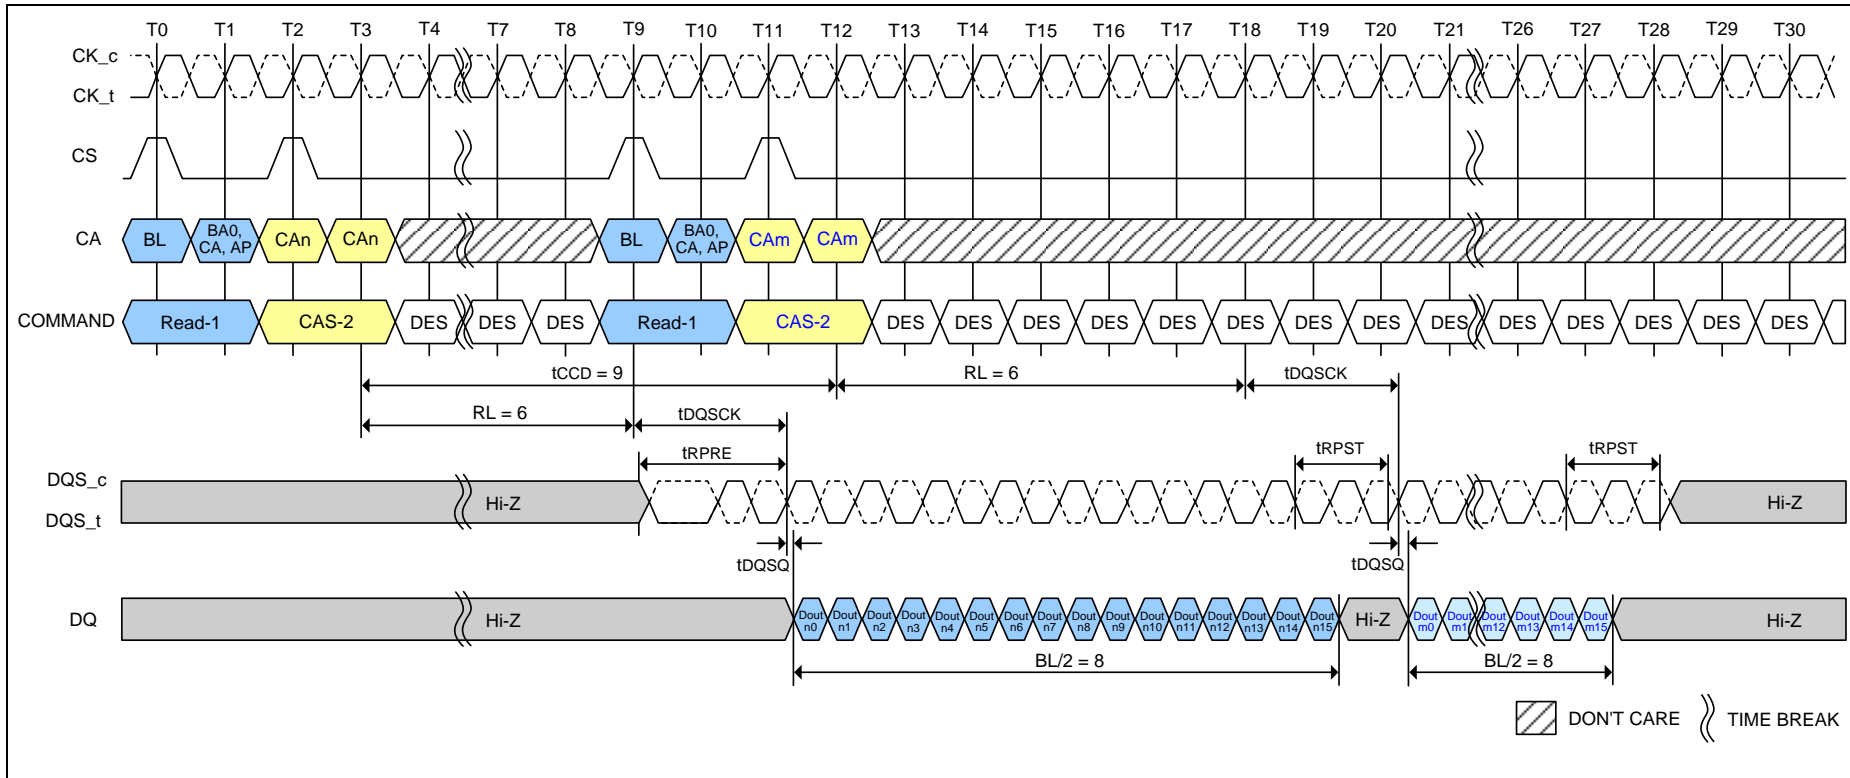 T0 T1 T2 T3 T4 T7 T8 T9 T10 T11 T12 T13 T14 T15 T16 T17 T18 T19 T20 T21 T26 T27 T28 T29 T30
CK_c
CK_t
CS
CA BL BA0, CA, AP CAn CAn BL BA0, CA, AP CAm CAm
COMMAND Read-1 CAS-2 DES DES DES Read-1 CAS-2 DES DES DES DES DES DES DES DES DES DES DES DES DES DES
tCCD = 9 RL = 6 tDQSCK
RL = 6 tDQSCK
tRPRE tRPST tRPST
DQS_c
DQS_t Hi-Z Hi-Z
tDQSQ tDQSQ
DQ Hi-Z Dout n0 Dout n1 Dout n2 Dout n3 Dout n4 Dout n5 Dout n6 Dout n7 Dout n8 Dout n9 Dout n10 Dout n11 Dout n12 Dout n13 Dout n14 Dout n15 Hi-Z Dout m0 Dout m1 Dout m12 Dout m13 Dout m14 Dout m15 Hi-Z
BL/2 = 8 BL/2 = 8
DON'T CARE TIME BREAK